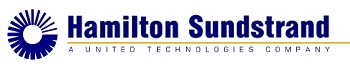 Hamilton Sundstrand
A UNITED TECHNOLOGIES COMPANY